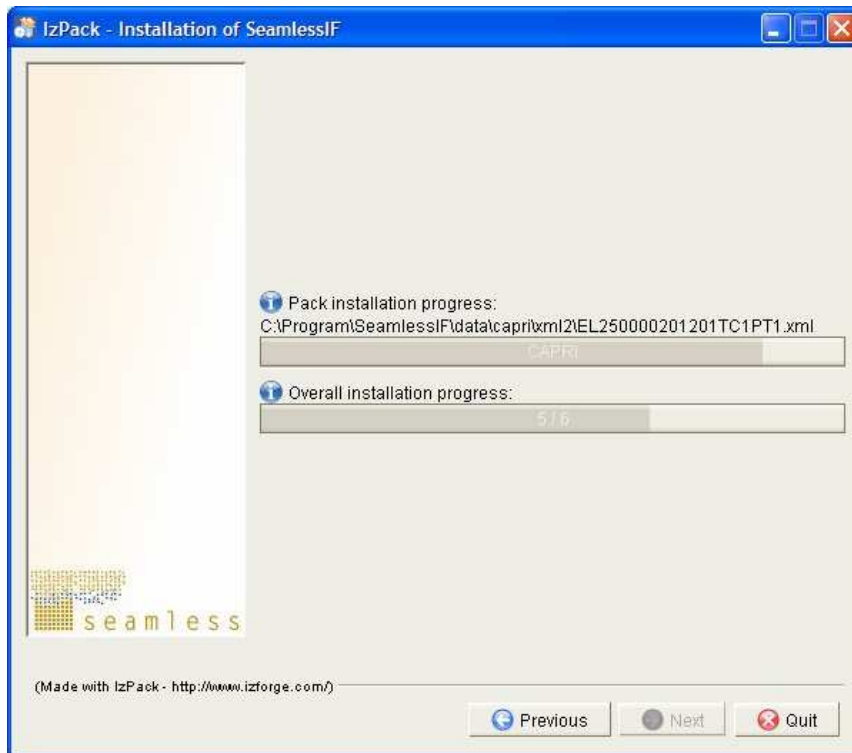 IzPack - Installation of SeamlessIF
Pack installation progress:
C:\Program\SeamlessIF\data\capri\xml2\EL250000201201TC1PT1.xml
CAPRI
Overall installation progress:
5 / 6
seamless
(Made with IzPack - http://www.izforge.com/)
Previous
Next
Quit